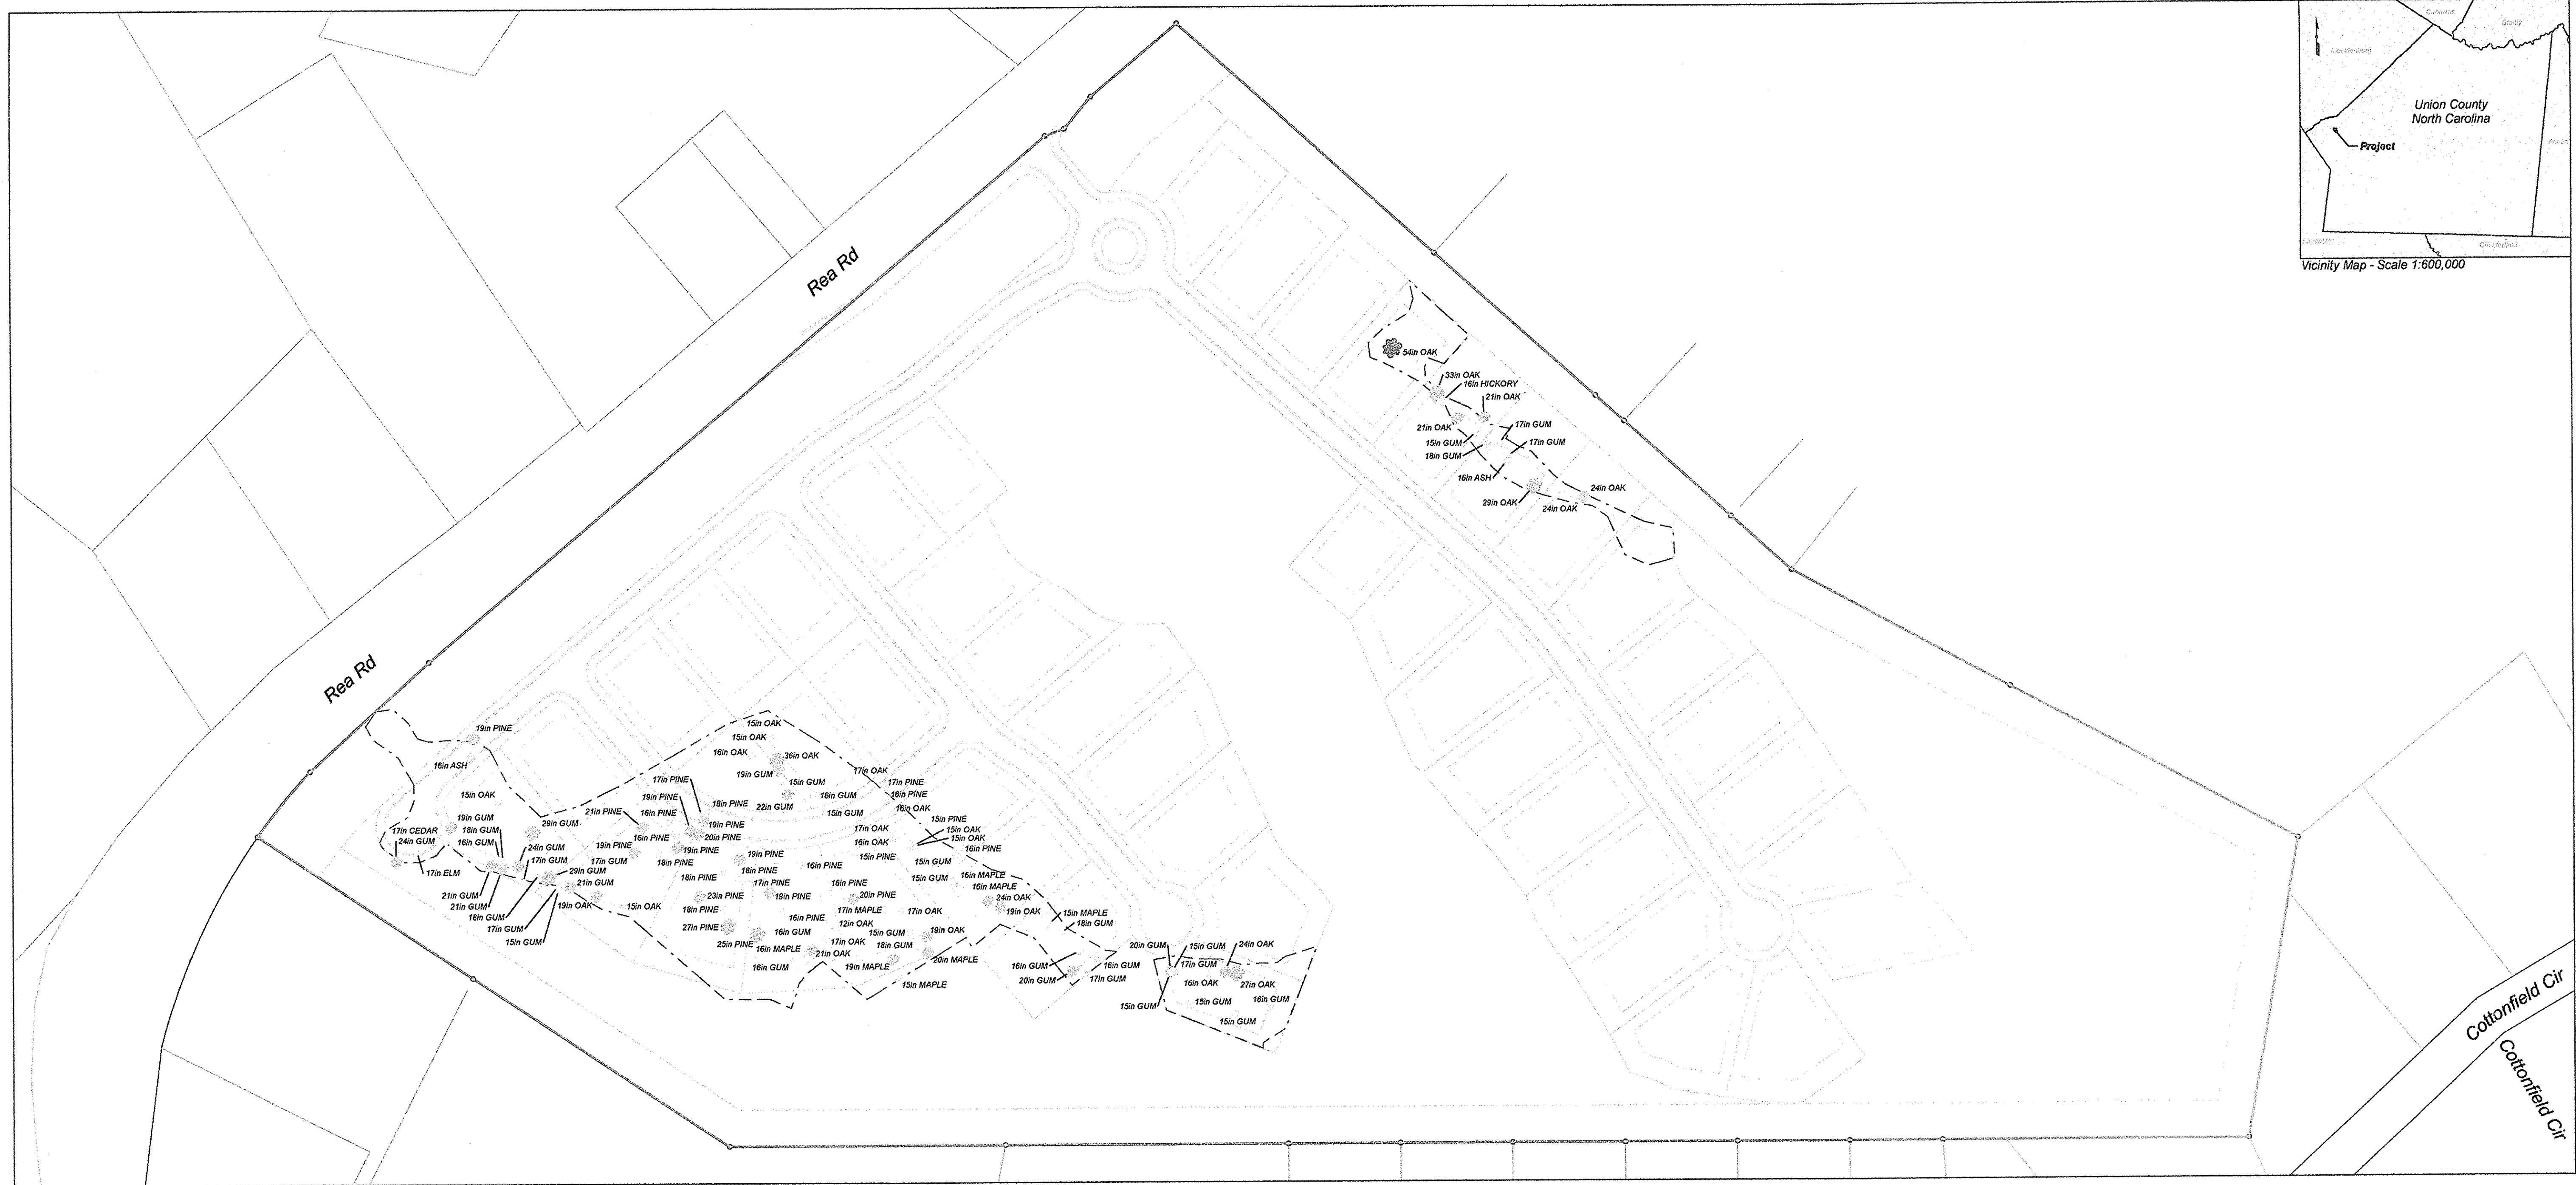 Cabarrus
Stanly
Mecklenburg
Union County
North Carolina
Project
Lancaster
Chesterfield
Vicinity Map - Scale 1:600,000
Rea Rd
Rea Rd
54in OAK
33in OAK
16in HICKORY
21in OAK
21in OAK
17in GUM
15in GUM
17in GUM
18in GUM
16in ASH
24in OAK
29in OAK
24in OAK
19in PINE
16in ASH
15in OAK
19in GUM
18in GUM
17in CEDAR
24in GUM
16in GUM
17in ELM
29in GUM
24in GUM
17in GUM
29in GUM
21in GUM
21in GUM
21in GUM
18in GUM
17in GUM
15in GUM
19in OAK
15in OAK
15in OAK
15in OAK
16in OAK
36in OAK
19in GUM
15in GUM
17in OAK
17in PINE
17in PINE
16in PINE
19in PINE
16in GUM
18in PINE
22in GUM
16in OAK
21in PINE
16in PINE
15in GUM
15in PINE
19in PINE
17in OAK
15in OAK
16in PINE
20in PINE
15in OAK
16in OAK
19in PINE
19in PINE
16in PINE
19in PINE
15in PINE
17in GUM
18in PINE
15in GUM
16in PINE
18in PINE
16in MAPLE
18in PINE
15in GUM
17in PINE
16in PINE
16in MAPLE
23in PINE
19in PINE
20in PINE
24in OAK
18in PINE
17in MAPLE
17in OAK
19in OAK
15in MAPLE
16in PINE
12in OAK
18in GUM
27in PINE
16in GUM
15in GUM
19in OAK
25in PINE
17in OAK
18in GUM
16in MAPLE
21in OAK
20in MAPLE
16in GUM
19in MAPLE
15in MAPLE
16in GUM
16in GUM
20in GUM
17in GUM
20in GUM
15in GUM
24in OAK
17in GUM
16in OAK
27in OAK
15in GUM
15in GUM
16in GUM
15in GUM
Cottonfield Cir
Cottonfield Cir